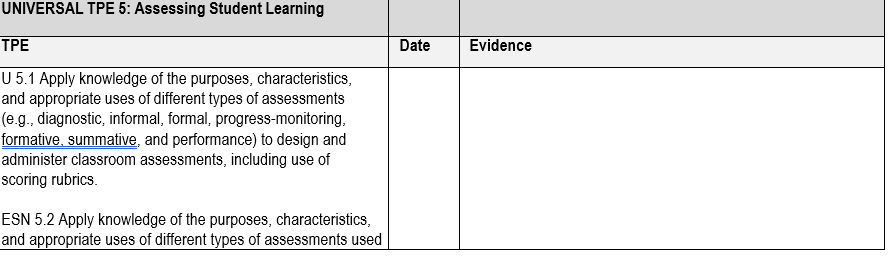 UNIVERSAL TPE 5: Assessing Student Learning
TPE Date Evidence
U 5.1 Apply knowledge of the purposes, characteristics,
and appropriate uses of different types of assessments
(e.g., diagnostic, informal, formal, progress-monitoring,
formative, summative, and performance) to design and
administer classroom assessments, including use of
scoring rubrics.
ESN 5.2 Apply knowledge of the purposes, characteristics,
and appropriate uses of different types of assessments used